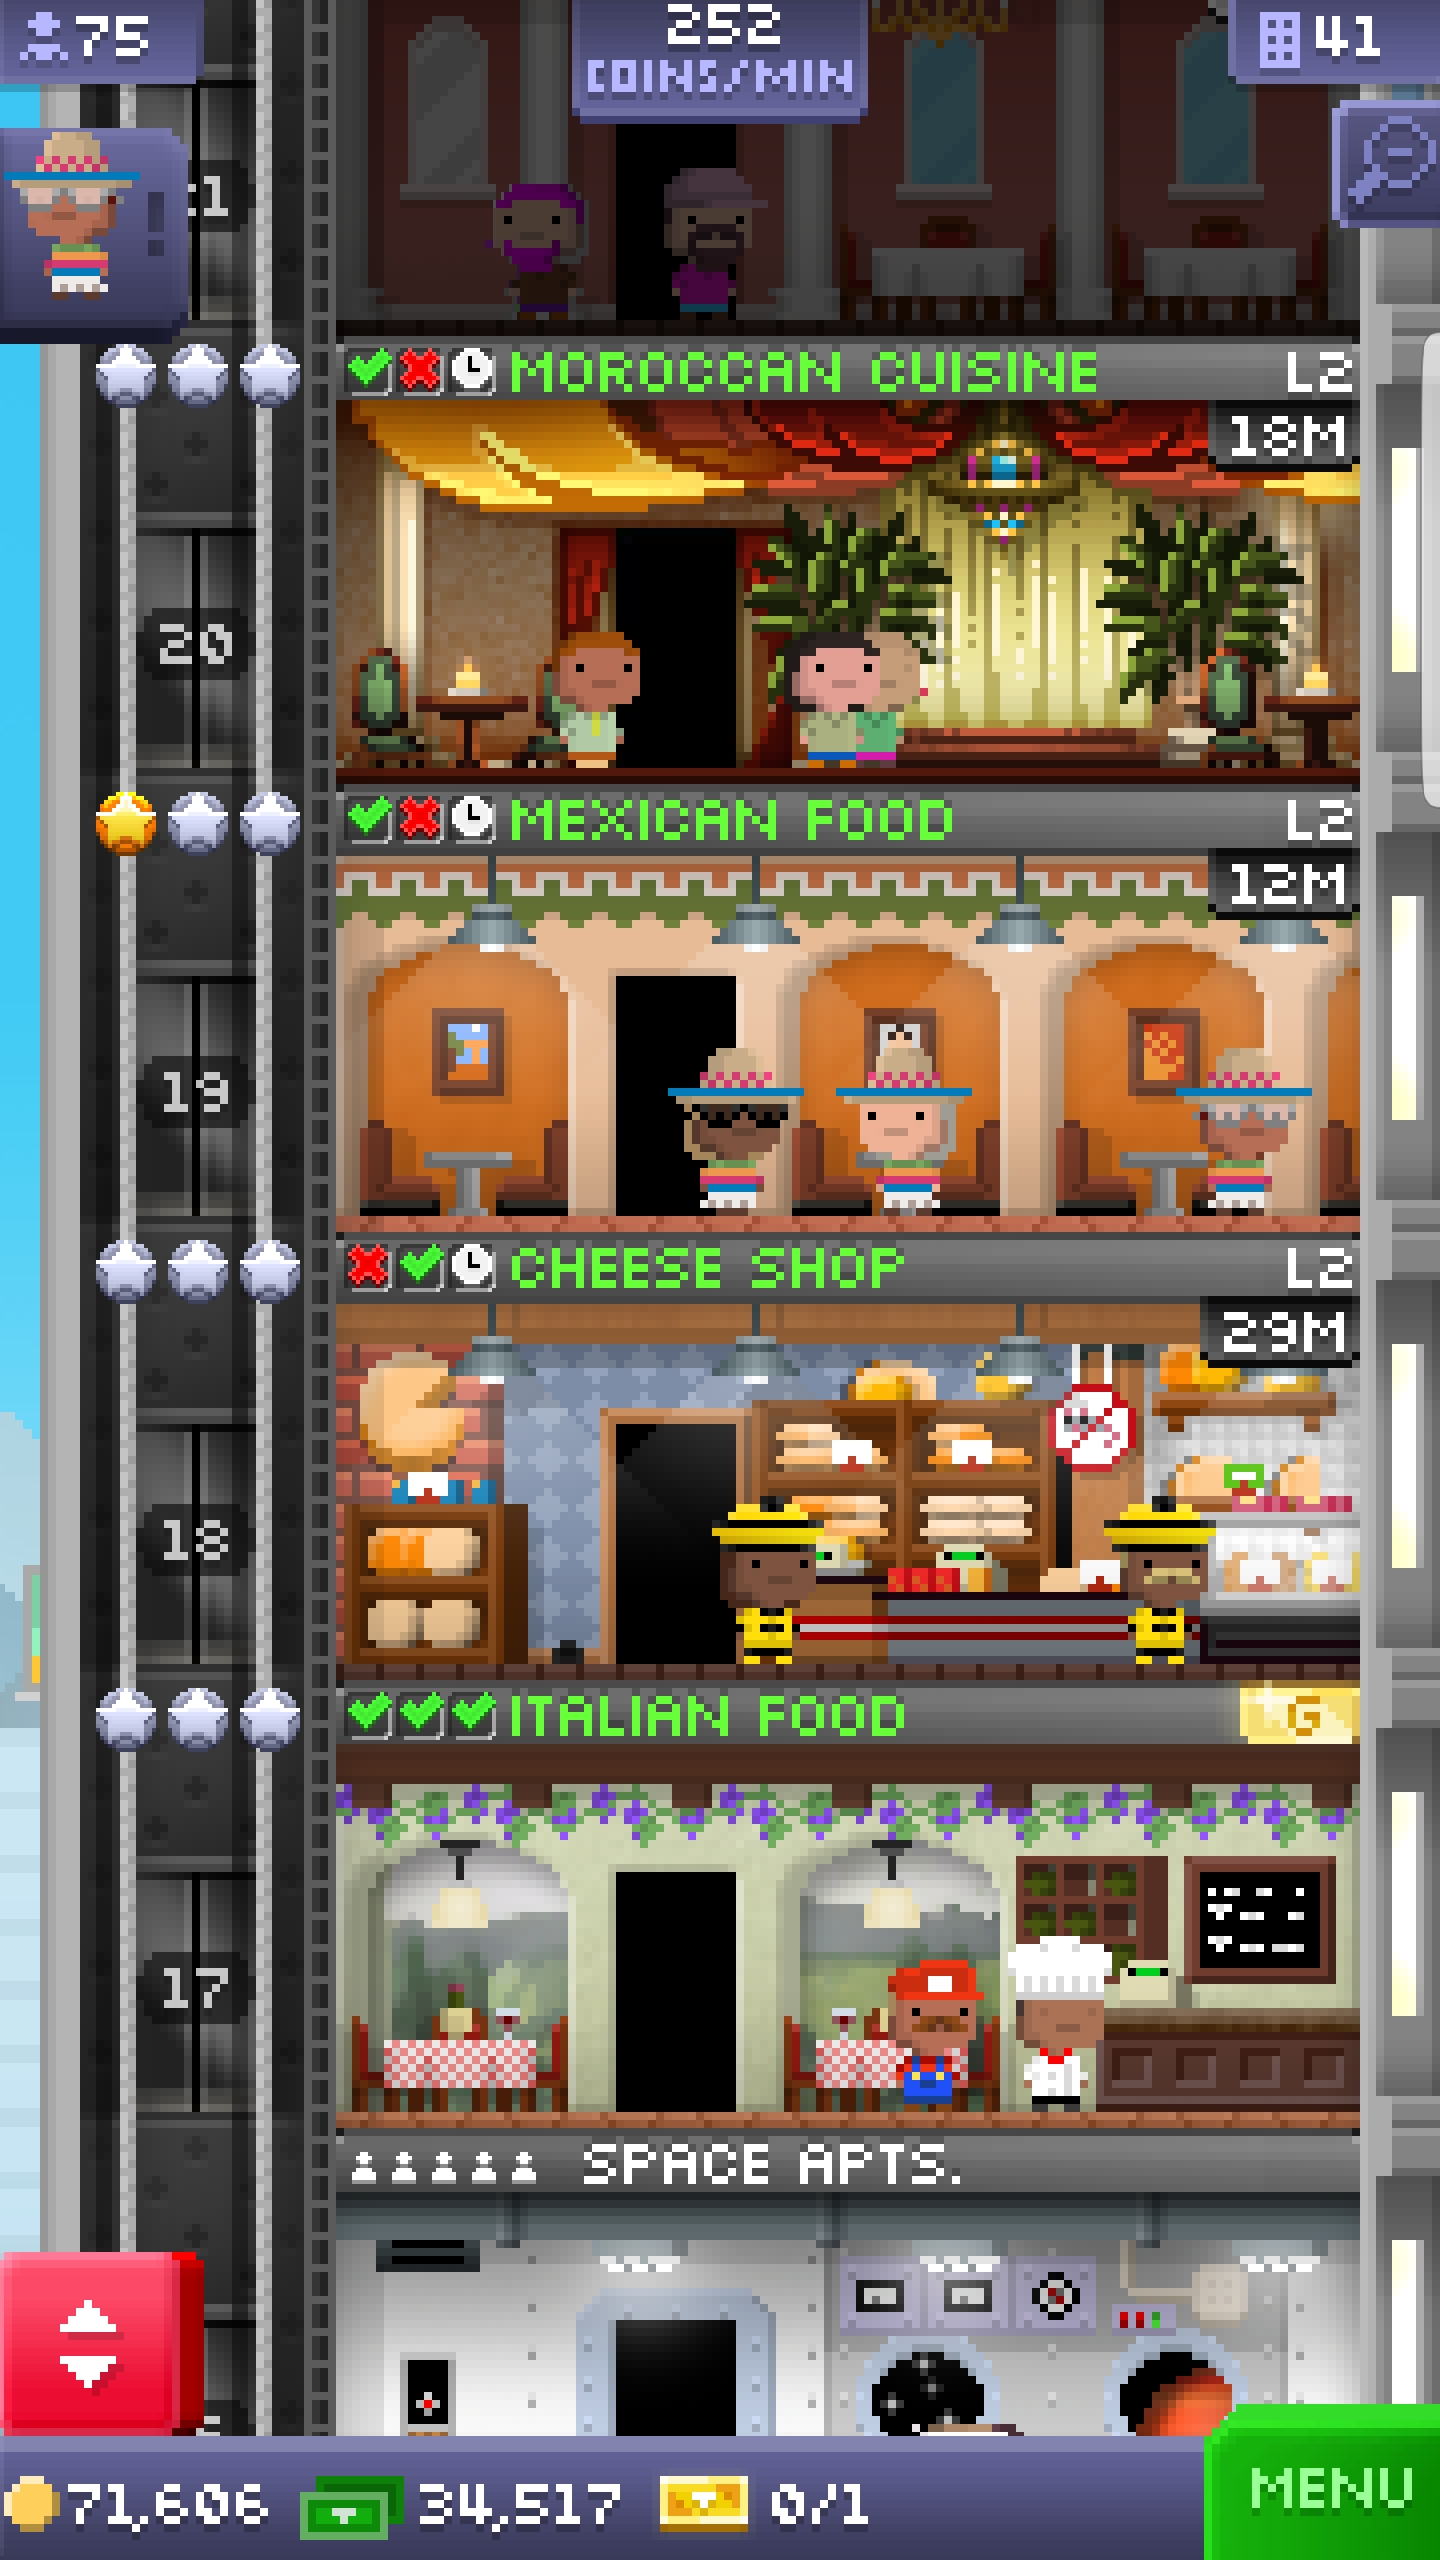 75
252
COINS/MIN
41
21
MOROCCAN CUISINE
L2
18M
20
MEXICAN FOOD
L2
12M
19
CHEESE SHOP
L2
29M
18
ITALIAN FOOD
G
17
SPACE APTS.
71,606
34,517
0/1
MENU